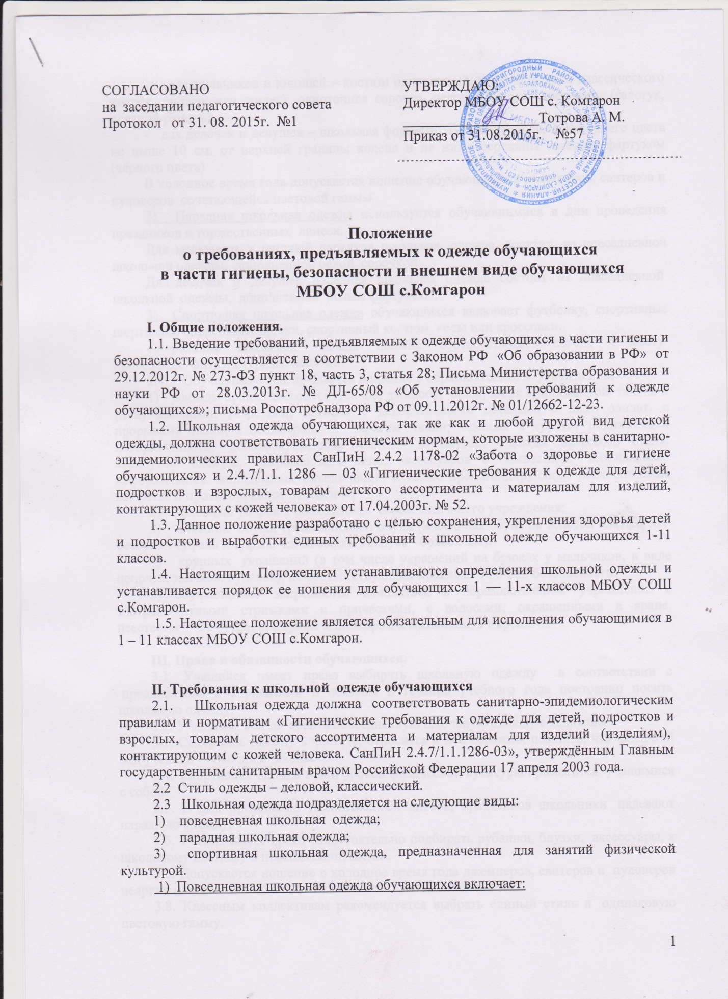 СОГЛАСОВАНО
на заседании педагогического совета
Протокол от 31. 08. 2015г. №1
УТВЕРЖДАЮ:
Директор МБОУ СОШ с. Комгарон
Тотрова А. М.
Приказ от 31.08.2015г. №57
Положение
о требованиях, предъявляемых к одежде обучающихся
в части гигиены, безопасности и внешнем виде обучающихся
МБОУ СОШ с.Комгарон
I. Общие положения.
1.1. Введение требований, предъявляемых к одежде обучающихся в части гигиены и
безопасности осуществляется в соответствии с Законом РФ «Об образовании в РФ» от
29.12.2012г. № 273-ФЗ пункт 18, часть 3, статья 28; Письма Министерства образования и
науки РФ от 28.03.2013г. № ДЛ-65/08 «Об установлении требований к одежде
обучающихся»; письма Роспотребнадзора РФ от 09.11.2012г. № 01/12662-12-23.
1.2. Школьная одежда обучающихся, так же как и любой другой вид детской
одежды, должна соответствовать гигиеническим нормам, которые изложены в санитарно-
эпидемиолоических правилах СанПиН 2.4.2 1178-02 «Забота о здоровье и гигиене
обучающихся» и 2.4.7/1.1. 1286 — 03 «Гигиенические требования к одежде для детей,
подростков и взрослых, товарам детского ассортимента и материалам для изделий,
контактирующих с кожей человека» от 17.04.2003г. № 52.
1.3. Данное положение разработано с целью сохранения, укрепления здоровья детей
и подростков и выработки единых требований к школьной одежде обучающихся 1-11
классов.
1.4. Настоящим Положением устанавливаются определения школьной одежды и
устанавливается порядок ее ношения для обучающихся 1 — 11-х классов МБОУ СОШ
с.Комгарон.
1.5. Настоящее положение является обязательным для исполнения обучающимися в
1 – 11 классах МБОУ СОШ с.Комгарон.
II. Требования к школьной одежде обучающихся
2.1. Школьная одежда должна соответствовать санитарно-эпидемиологическим
правилам и нормативам «Гигиенические требования к одежде для детей, подростков и
взрослых, товарам детского ассортимента и материалам для изделий (изделиям),
контактирующим с кожей человека. СанПиН 2.4.7/1.1.1286-03», утверждённым Главным
государственным санитарным врачом Российской Федерации 17 апреля 2003 года.
2.2 Стиль одежды – деловой, классический.
2.3 Школьная одежда подразделяется на следующие виды:
1) повседневная школьная одежда;
2) парадная школьная одежда;
3) спортивная школьная одежда, предназначенная для занятий физической
культурой.
1) Повседневная школьная одежда обучающихся включает:
1